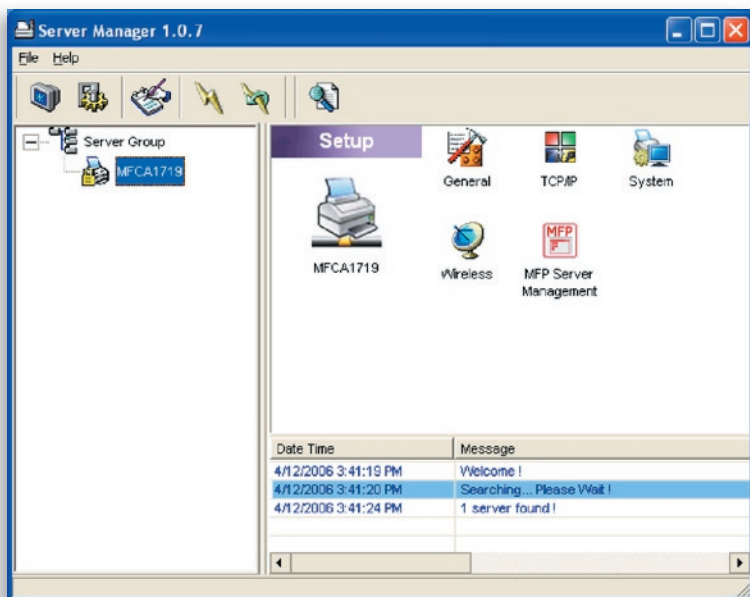 Server Manager 1.0.7
File Help
Server Group
MFCA1719
Setup
MFCA1719
General
TCP/IP
System
Wireless
MFP
MFP Server
Management
Date Time Message
4/12/2006 3:41:19 PM Welcome !
4/12/2006 3:41:20 PM Searching... Please Wait !
4/12/2006 3:41:24 PM 1 server found !